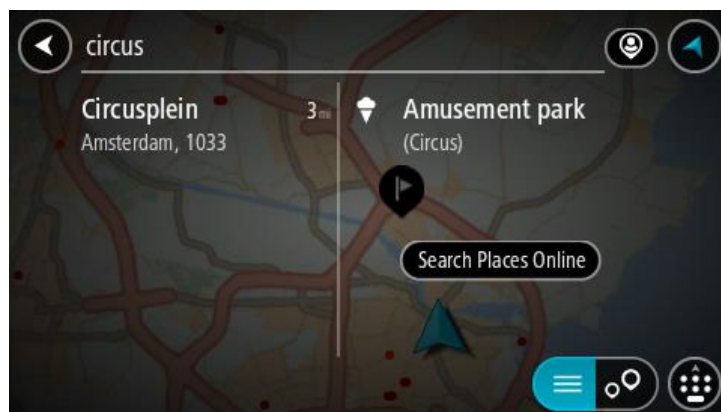 circus
Circusplein
3 mi
Amsterdam, 1033
Amusement park
(Circus)
Search Places Online